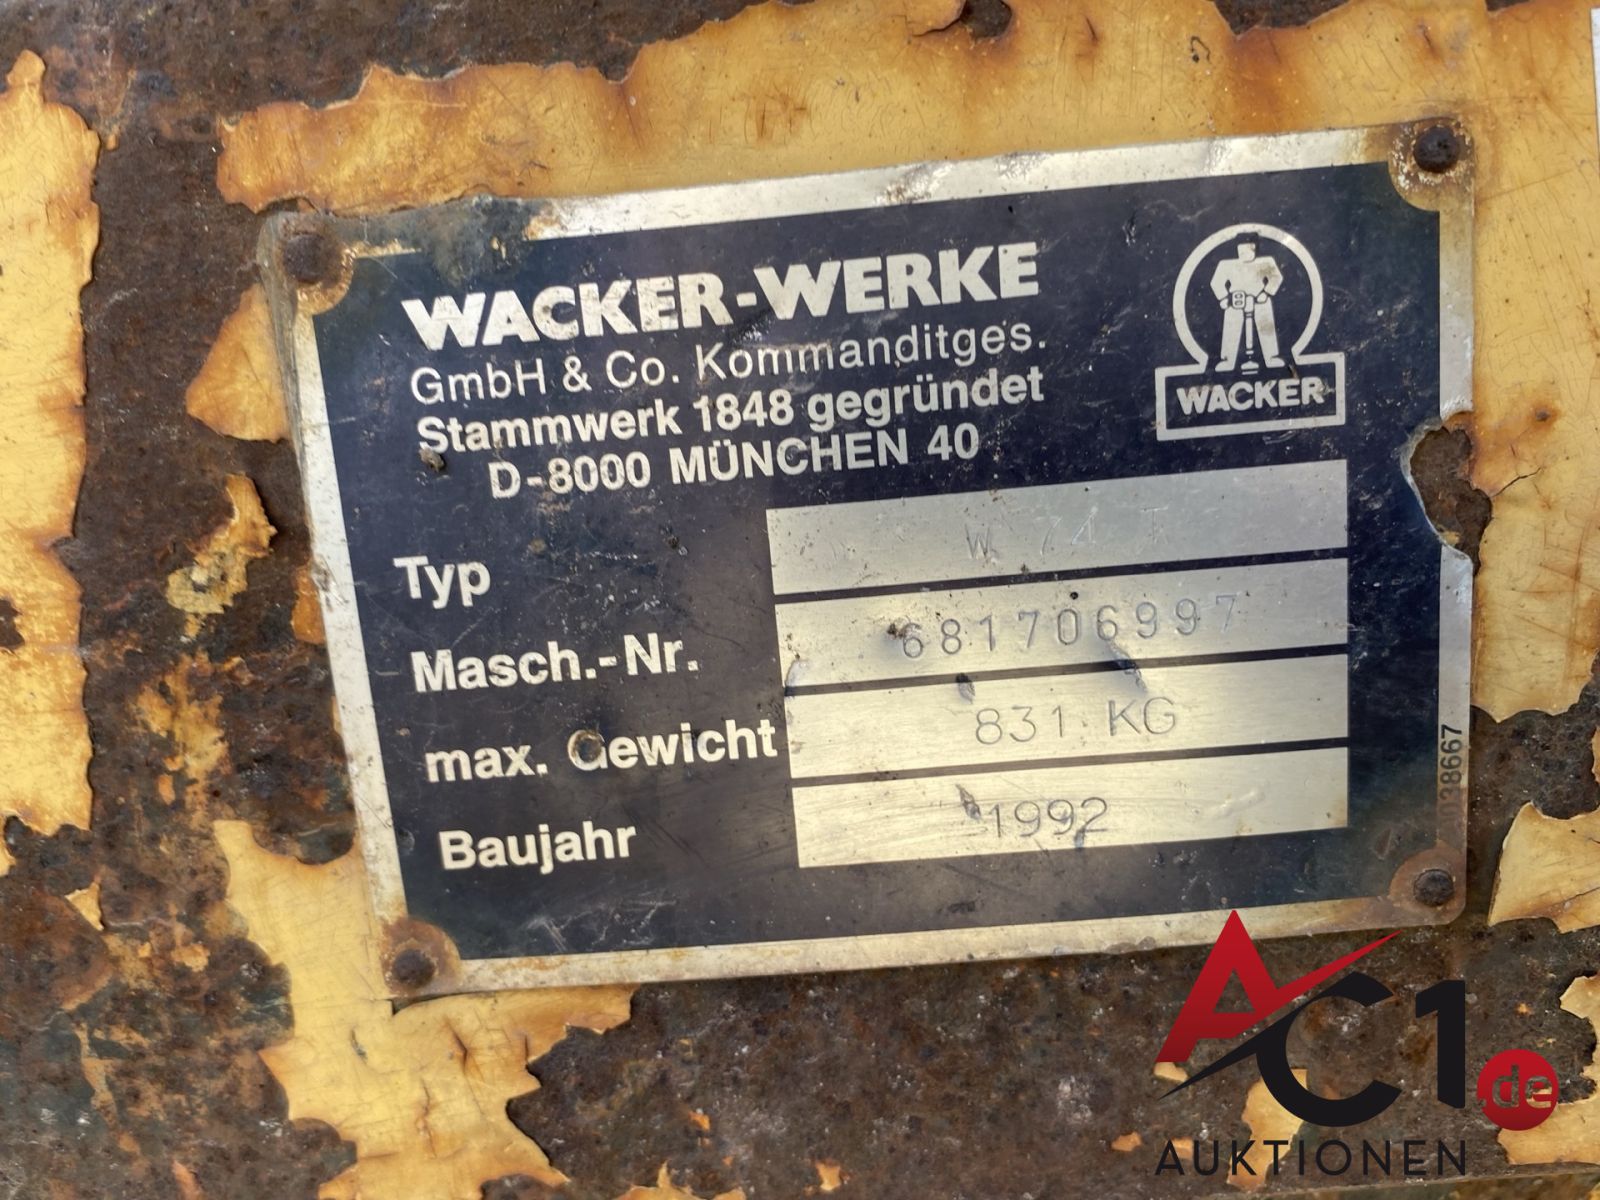 WACKER-WERKE
GmbH & Co. Kommanditges.
Stammwerk 1848 gegründet
D-8000 MÜNCHEN 40
WACKER
Typ W 74 I
Masch.-Nr. 681706997
max. Gewicht 831 KG
Baujahr 1992
038667
AC1.de
AUKTIONEN